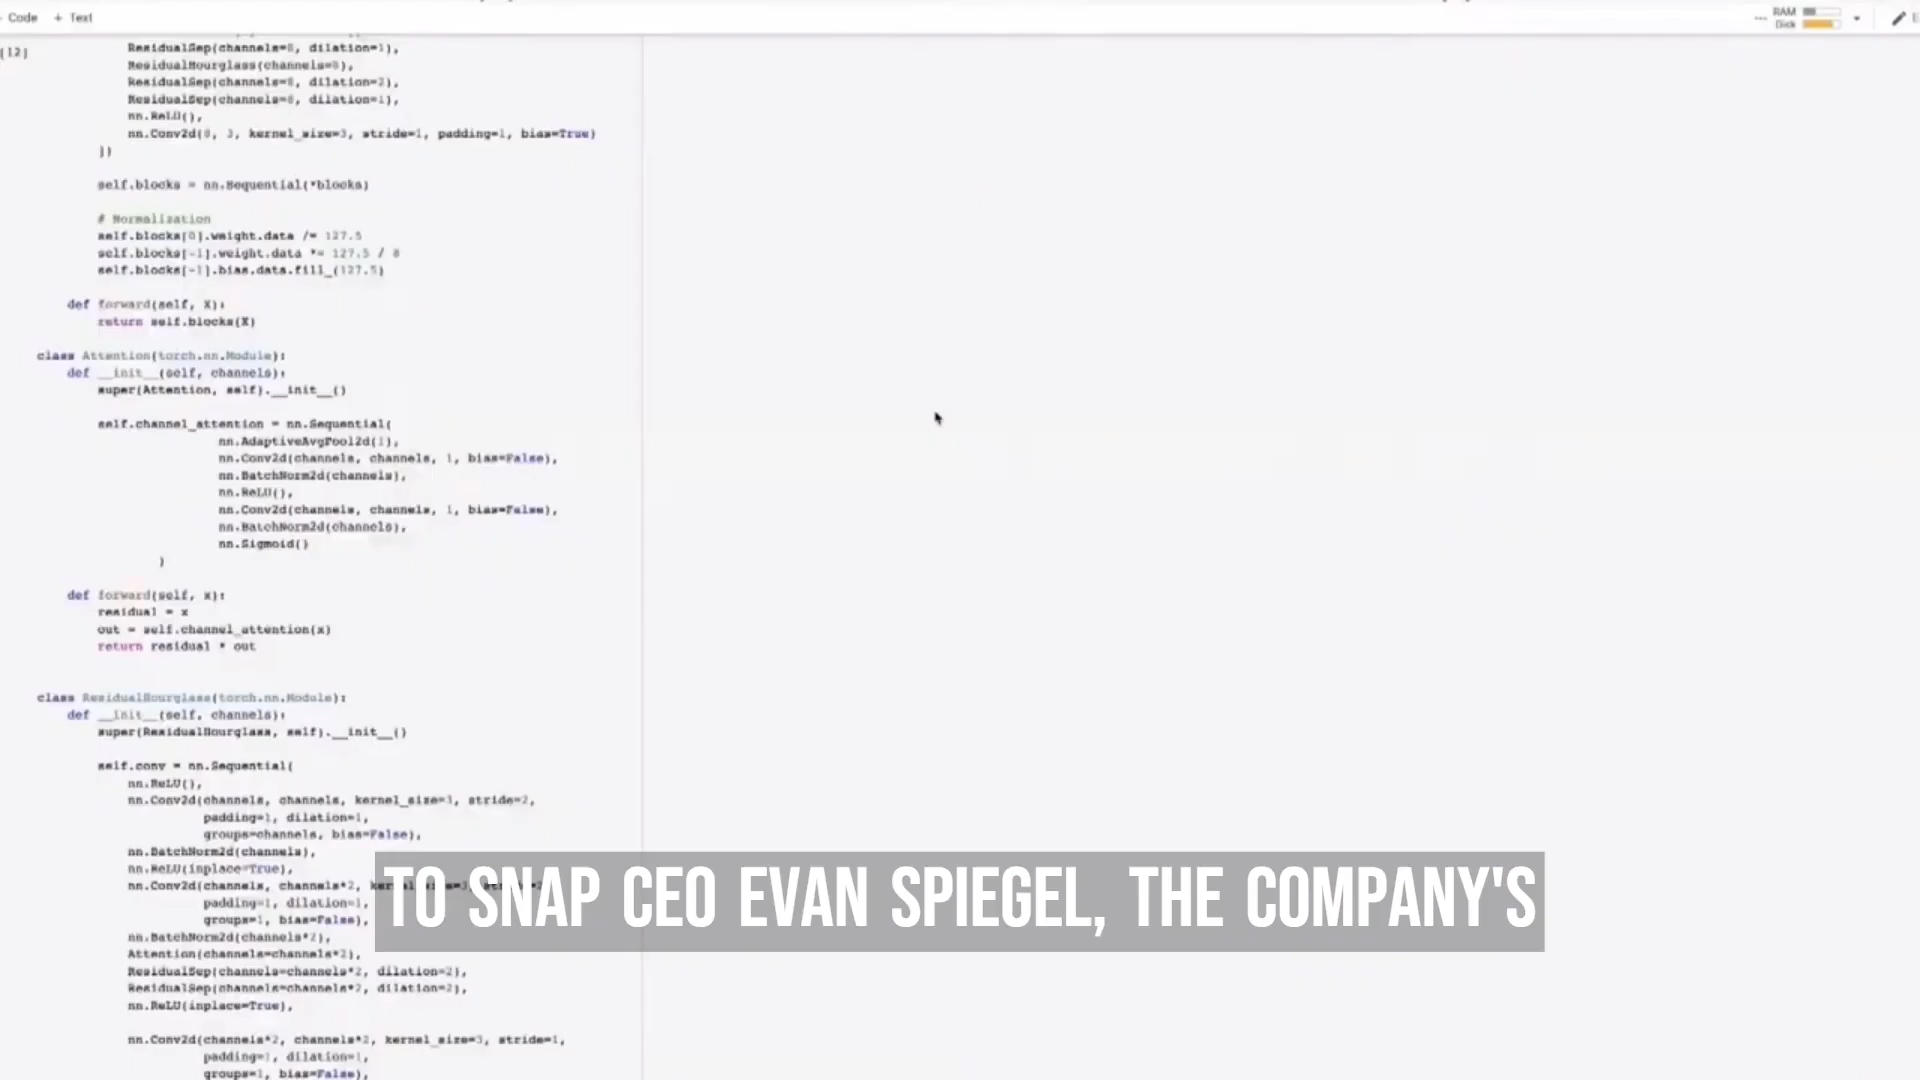 Code + Text
RAM
Disk
[12]
ResidualSep(channels=8, dilation=1),
ResidualHourglass(channels=8),
ResidualSep(channels=8, dilation=2),
ResidualSep(channels=8, dilation=1),
nn.ReLU(),
nn.Conv2d(8, 3, kernel_size=3, stride=1, padding=1, bias=True)
])
self.blocks = nn.Sequential(*blocks)
# Normalization
self.blocks[0].weight.data /= 127.5
self.blocks[-1].weight.data *= 127.5 / 8
self.blocks[-1].bias.data.fill_(127.5)
def forward(self, X):
return self.blocks(X)
class Attention(torch.nn.Module):
def __init__(self, channels):
super(Attention, self).__init__()
self.channel_attention = nn.Sequential(
nn.AdaptiveAvgPool2d(1),
nn.Conv2d(channels, channels, 1, bias=False),
nn.BatchNorm2d(channels),
nn.ReLU(),
nn.Conv2d(channels, channels, 1, bias=False),
nn.BatchNorm2d(channels),
nn.Sigmoid()
)
def forward(self, x):
residual = x
out = self.channel_attention(x)
return residual * out
class ResidualHourglass(torch.nn.Module):
def __init__(self, channels):
super(ResidualHourglass, self).__init__()
self.conv = nn.Sequential(
nn.ReLU(),
nn.Conv2d(channels, channels, kernel_size=3, stride=2,
padding=1, dilation=1,
groups=channels, bias=False),
nn.BatchNorm2d(channels),
nn.ReLU(inplace=True),
nn.Conv2d(channels, channels*2,
padding=1, dilation=1,
groups=1, bias=False),
TO SNAP CEO EVAN SPIEGEL, THE COMPANY'S
nn.BatchNorm2d(channels*2),
Attention(channels=channels*2),
ResidualSep(channels=channels*2, dilation=2),
ResidualSep(channels=channels*2, dilation=2),
nn.ReLU(inplace=True),
nn.Conv2d(channels*2, channels*2, kernel_size=3, stride=1,
padding=1, dilation=1,
groups=1, bias=False),